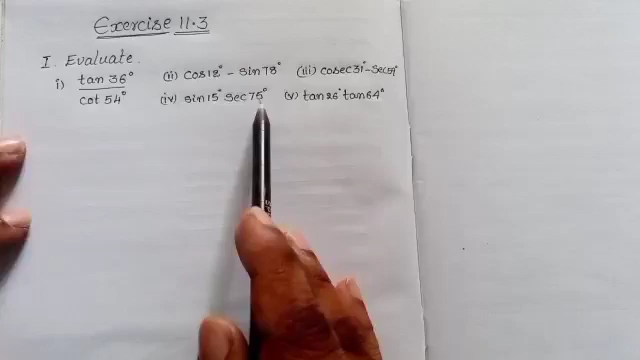 Exercise 11.3
I. Evaluate.
i) tan 36° / cot 54° (ii) cos 12° - sin 78° (iii) cosec 31° - sec 59°
(iv) sin 15° sec 75° (v) tan 26° tan 64°